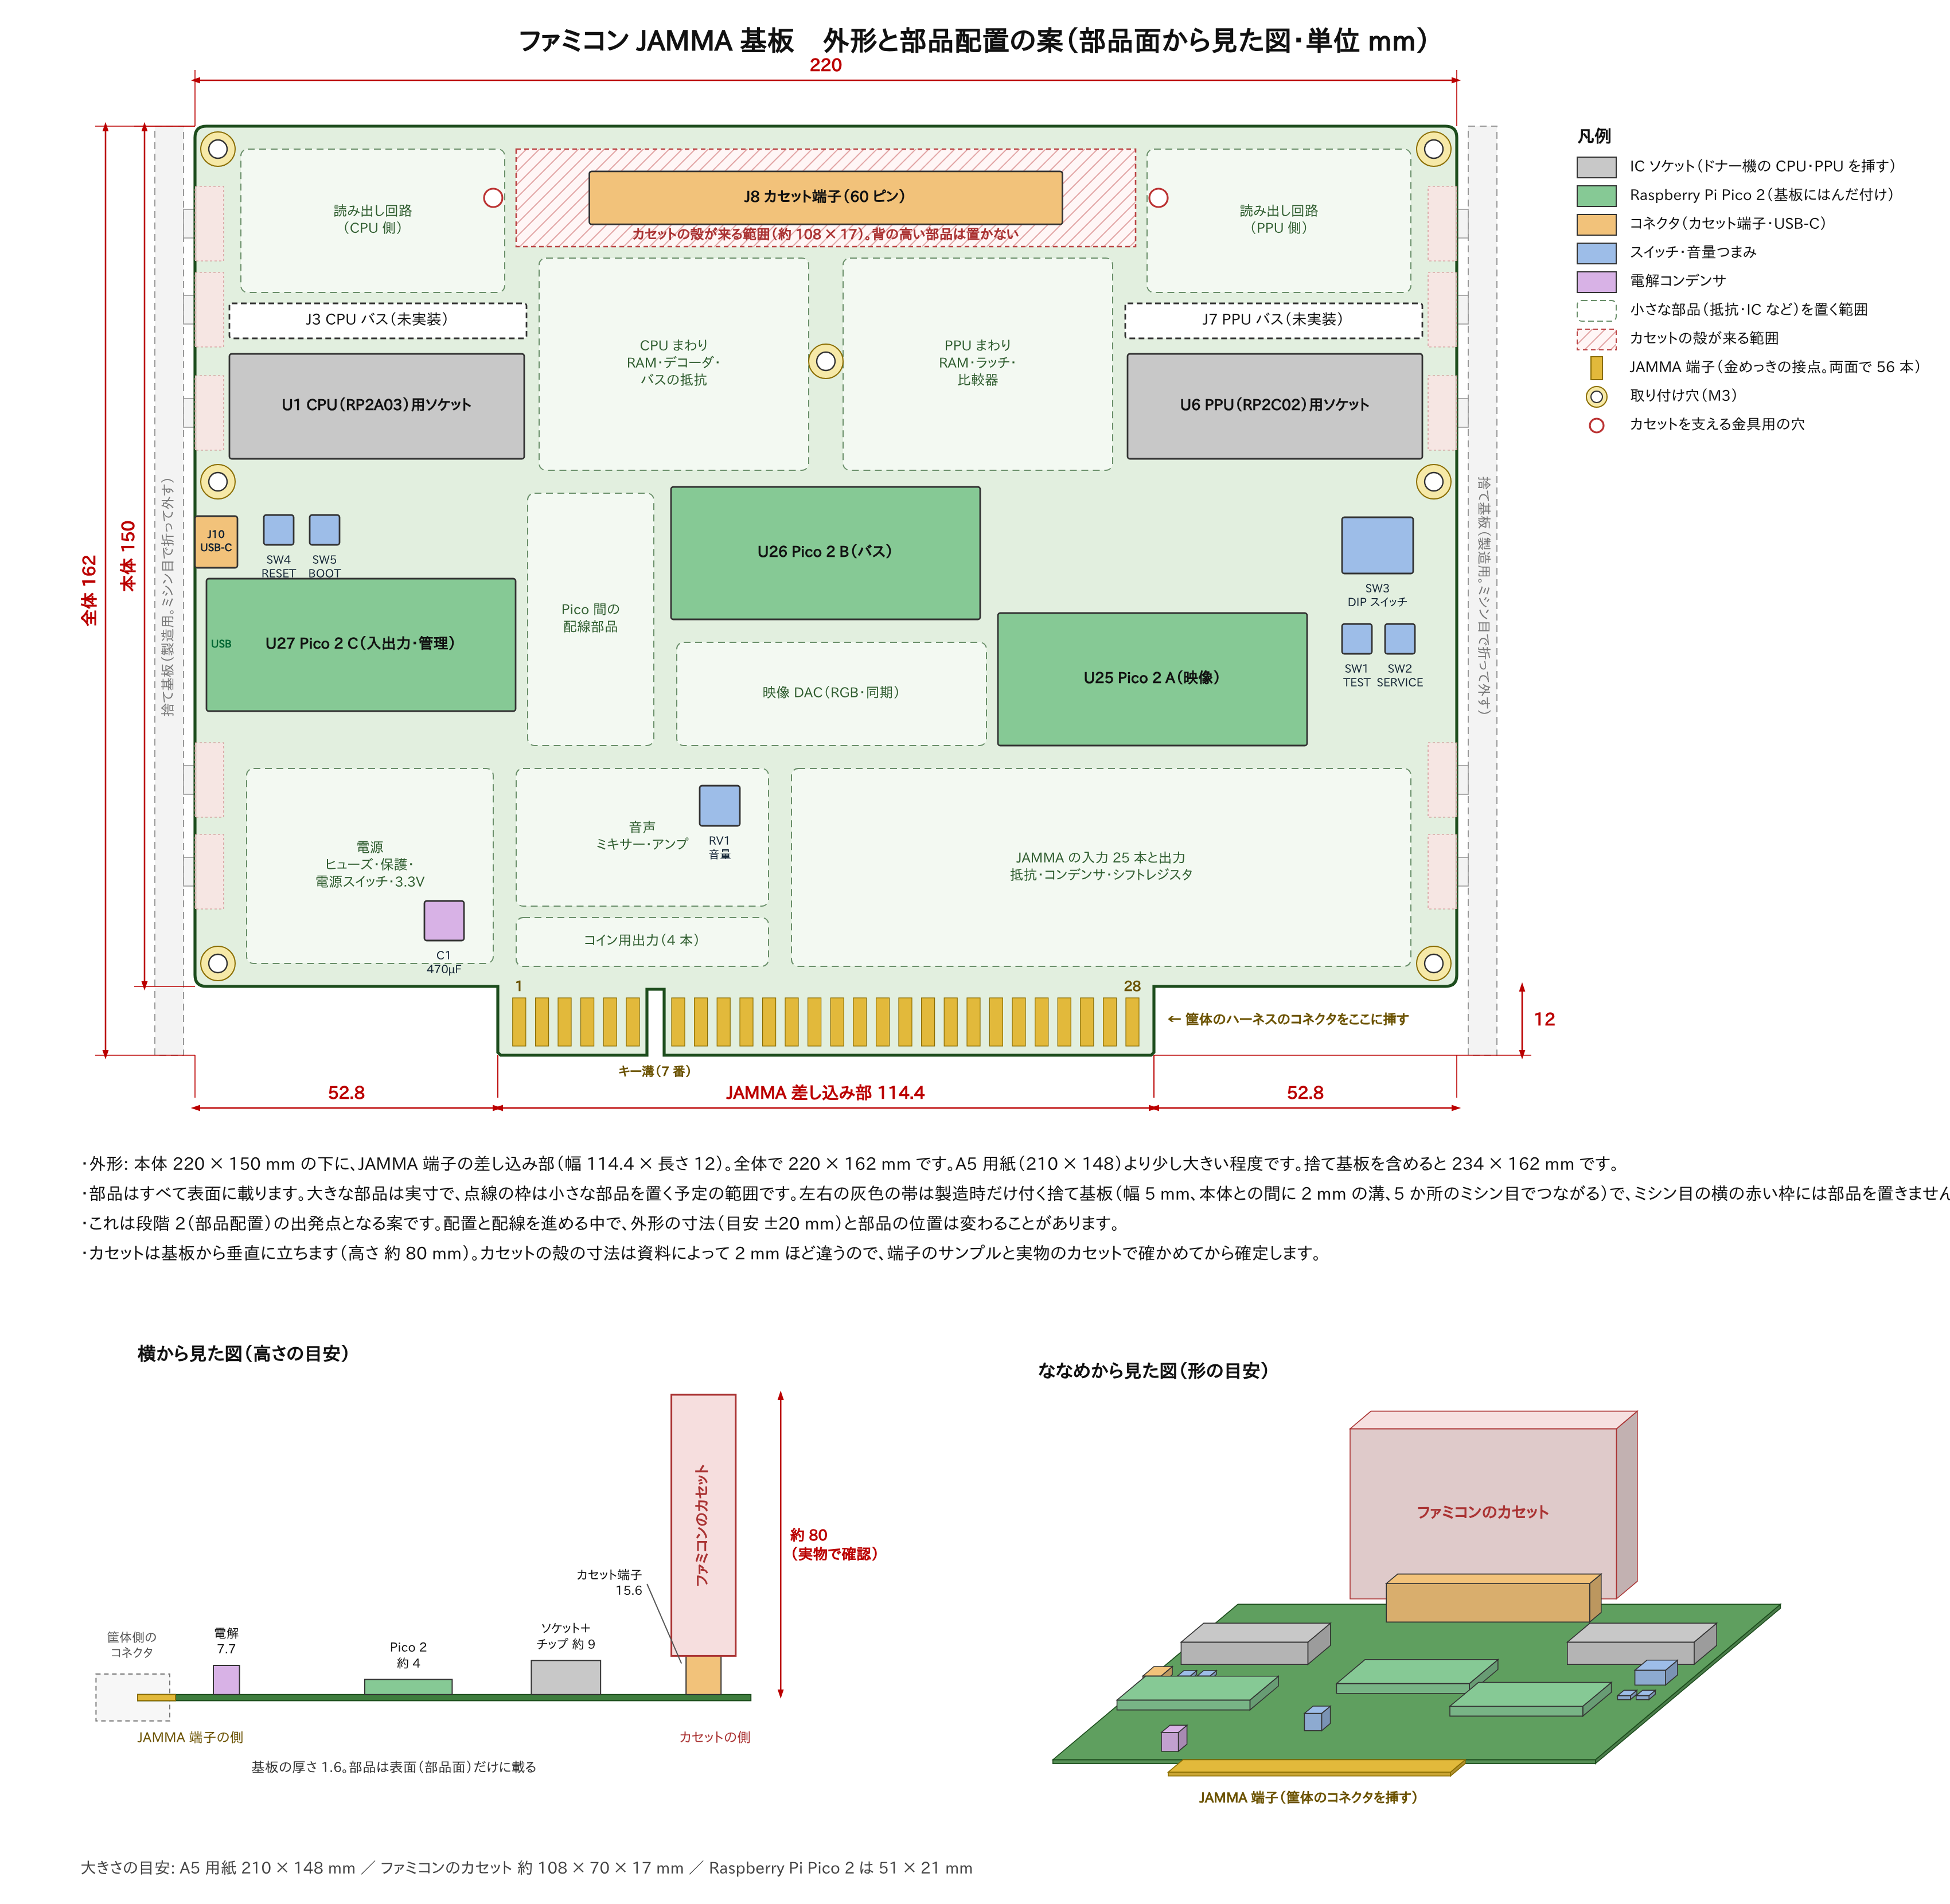 ファミコン JAMMA 基板　外形と部品配置の案（部品面から見た図・単位 mm）
220
凡例
IC ソケット（ドナー機の CPU・PPU を挿す）
Raspberry Pi Pico 2（基板にはんだ付け）
コネクタ（カセット端子・USB-C）
スイッチ・音量つまみ
電解コンデンサ
小さな部品（抵抗・IC など）を置く範囲
カセットの殻が来る範囲
JAMMA 端子（金めっきの接点。両面で 56 本）
取り付け穴（M3）
カセットを支える金具用の穴
読み出し回路
（CPU 側）
J8 カセット端子（60 ピン）
カセットの殻が来る範囲（約 108 × 17）。背の高い部品は置かない
読み出し回路
（PPU 側）
J3 CPU バス（未実装）
J7 PPU バス（未実装）
CPU まわり
RAM・デコーダ・
バスの抵抗
PPU まわり
RAM・ラッチ・
比較器
U1 CPU（RP2A03）用ソケット
U6 PPU（RP2C02）用ソケット
全体 162
本体 150
捨て基板（製造用。ミシン目で折って外す）
捨て基板（製造用。ミシン目で折って外す）
J10
USB-C
SW4
RESET
SW5
BOOT
U26 Pico 2 B（バス）
SW3
DIP スイッチ
Pico 間の
配線部品
USB
U27 Pico 2 C（入出力・管理）
U25 Pico 2 A（映像）
SW1
TEST
SW2
SERVICE
映像 DAC（RGB・同期）
電源
ヒューズ・保護・
電源スイッチ・3.3V
音声
ミキサー・アンプ
RV1
音量
JAMMA の入力 25 本と出力
抵抗・コンデンサ・シフトレジスタ
C1
470µF
コイン用出力（4 本）
1
28
← 筐体のハーネスのコネクタをここに挿す
12
キー溝（7 番）
52.8
JAMMA 差し込み部 114.4
52.8
・外形: 本体 220 × 150 mm の下に、JAMMA 端子の差し込み部（幅 114.4 × 長さ 12）。全体で 220 × 162 mm です。A5 用紙（210 × 148）より少し大きい程度です。捨て基板を含めると 234 × 162 mm です。
・部品はすべて表面に載ります。大きな部品は実寸で、点線の枠は小さな部品を置く予定の範囲です。左右の灰色の帯は製造時だけ付く捨て基板（幅 5 mm、本体との間に 2 mm の溝、5 か所のミシン目でつながる）で、ミシン目の横の赤い枠には部品を置きません
・これは段階 2（部品配置）の出発点となる案です。配置と配線を進める中で、外形の寸法（目安 ±20 mm）と部品の位置は変わることがあります。
・カセットは基板から垂直に立ちます（高さ 約 80 mm）。カセットの殻の寸法は資料によって 2 mm ほど違うので、端子のサンプルと実物のカセットで確かめてから確定します。
横から見た図（高さの目安）
ファミコンのカセット
約 80
（実物で確認）
カセット端子
15.6
筐体側の
コネクタ
電解
7.7
Pico 2
約 4
ソケット＋
チップ 約 9
JAMMA 端子の側
カセットの側
基板の厚さ 1.6。部品は表面（部品面）だけに載る
ななめから見た図（形の目安）
ファミコンのカセット
JAMMA 端子（筐体のコネクタを挿す）
大きさの目安: A5 用紙 210 × 148 mm ／ ファミコンのカセット 約 108 × 70 × 17 mm ／ Raspberry Pi Pico 2 は 51 × 21 mm